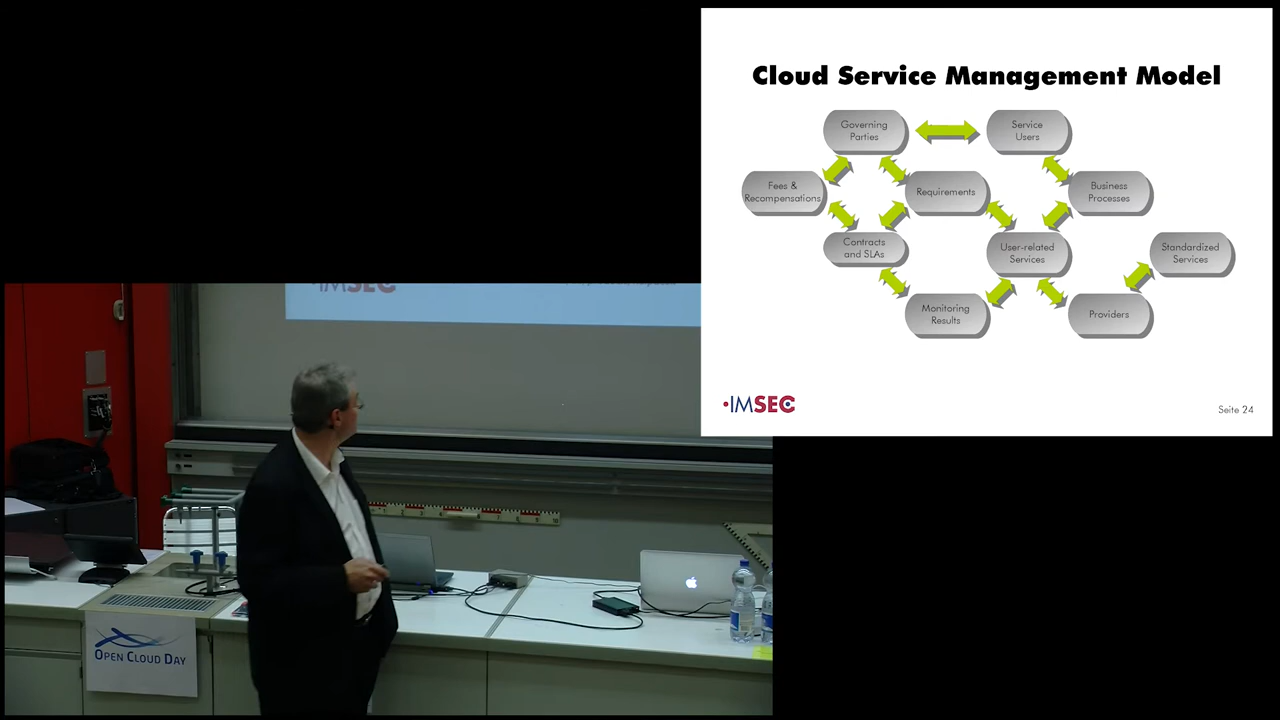 Cloud Service Management Model
Governing
Parties
Service
Users
Fees &
Recompensations
Requirements
Business
Processes
Contracts
and SLAs
User-related
Services
Standardized
Services
Monitoring
Results
Providers
IMSEC
Seite 24
IMSEC
OPEN CLOUD DAY